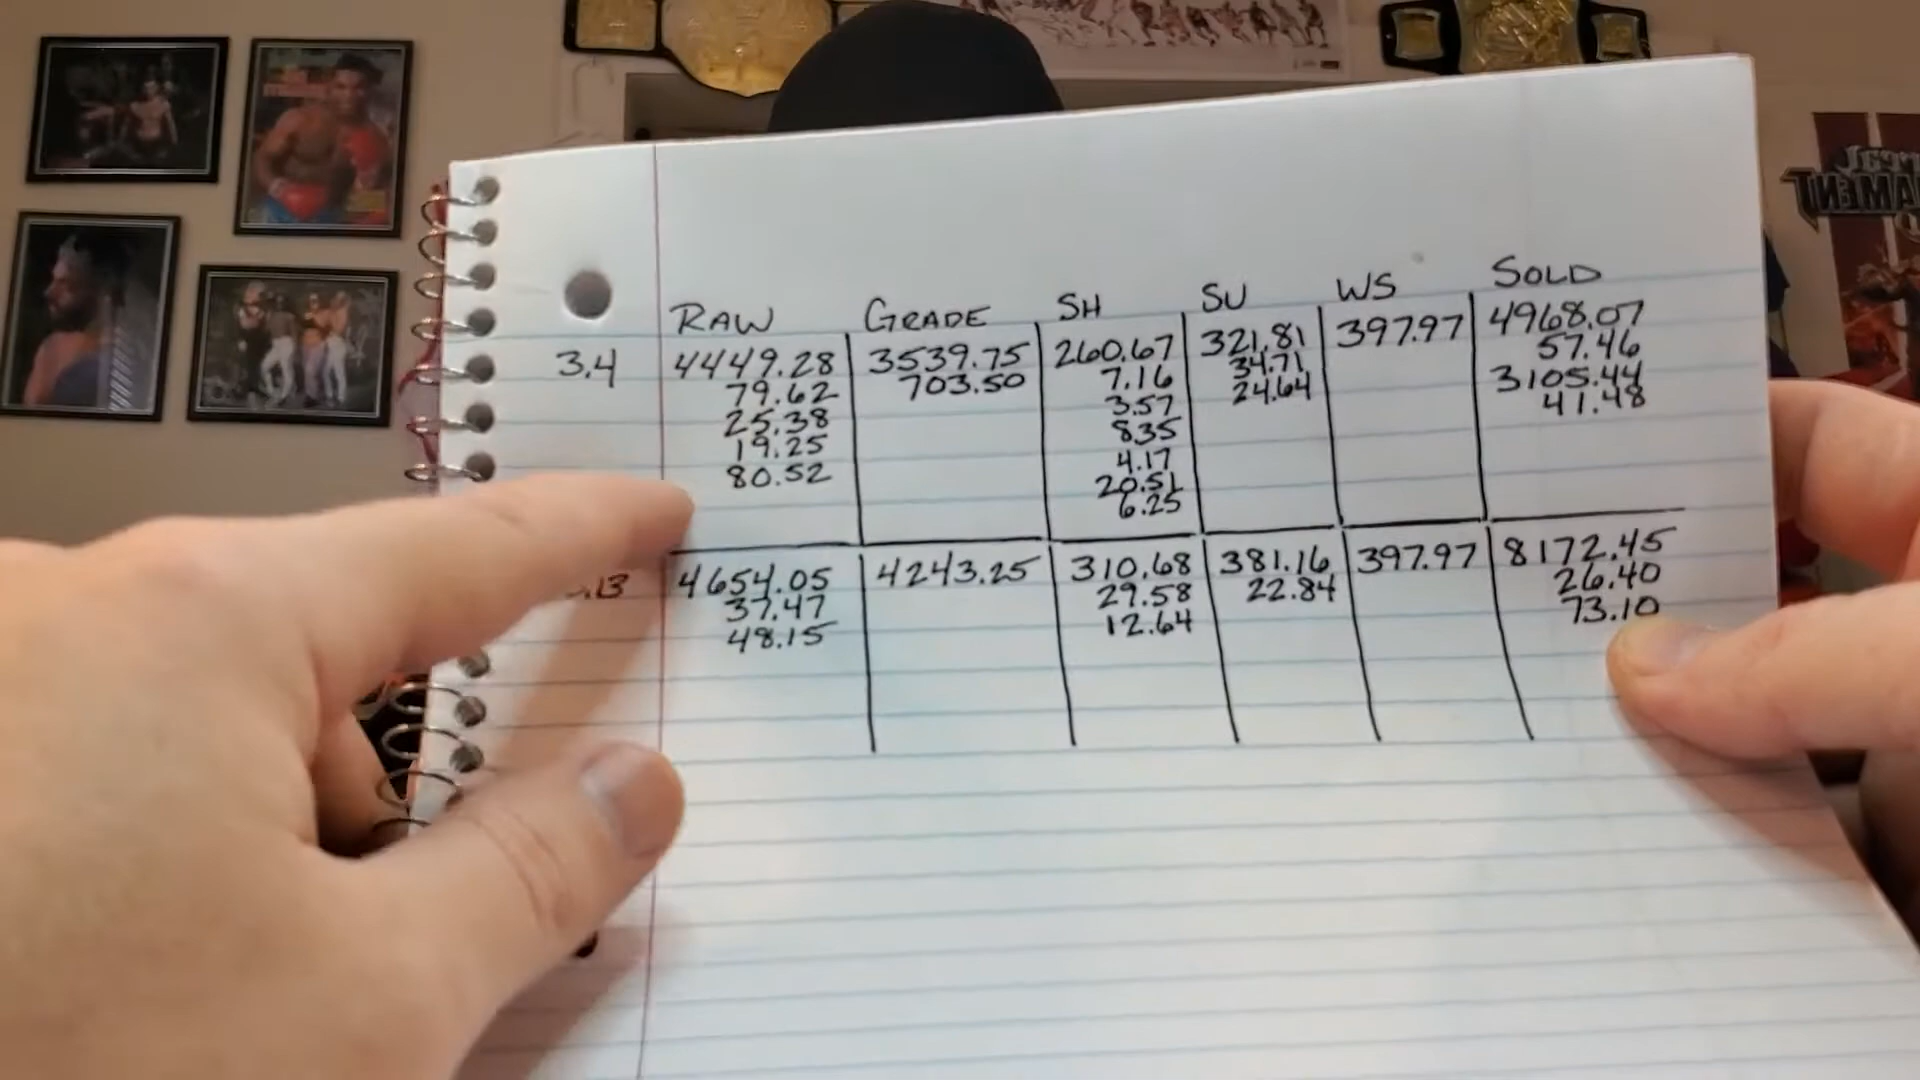 RAW GRADE SH SU WS SOLD
3.4 4449.28 3539.75 260.67 321.81 397.97 4968.07
79.62 703.50 7.16 34.71 57.46
25.38 3.57 24.64 3105.44
19.25 8.35 41.48
80.52 4.17
20.51
6.25
.13 4654.05 4243.25 310.68 381.16 397.97 8172.45
37.47 29.58 22.84 26.40
48.15 12.64 73.10